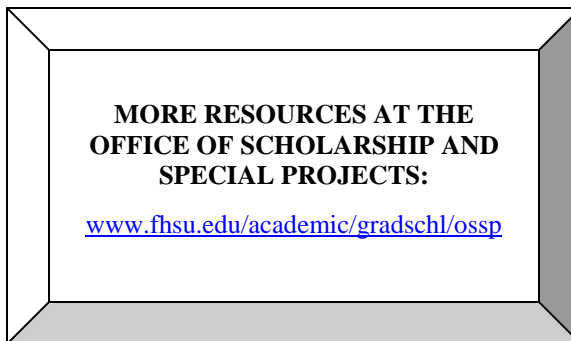 MORE RESOURCES AT THE
OFFICE OF SCHOLARSHIP AND
SPECIAL PROJECTS:
www.fhsu.edu/academic/gradschl/ossp